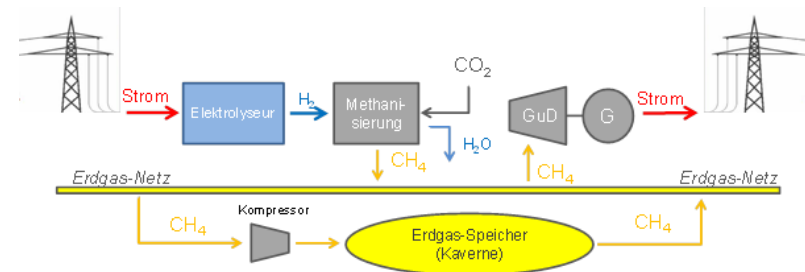 Strom
Elektrolyseur
H₂
Methani-
sierung
CO₂
H₂O
GuD
G
Strom
CH₄
CH₄
Erdgas-Netz
Erdgas-Netz
CH₄
Kompressor
Erdgas-Speicher
(Kaverne)
CH₄